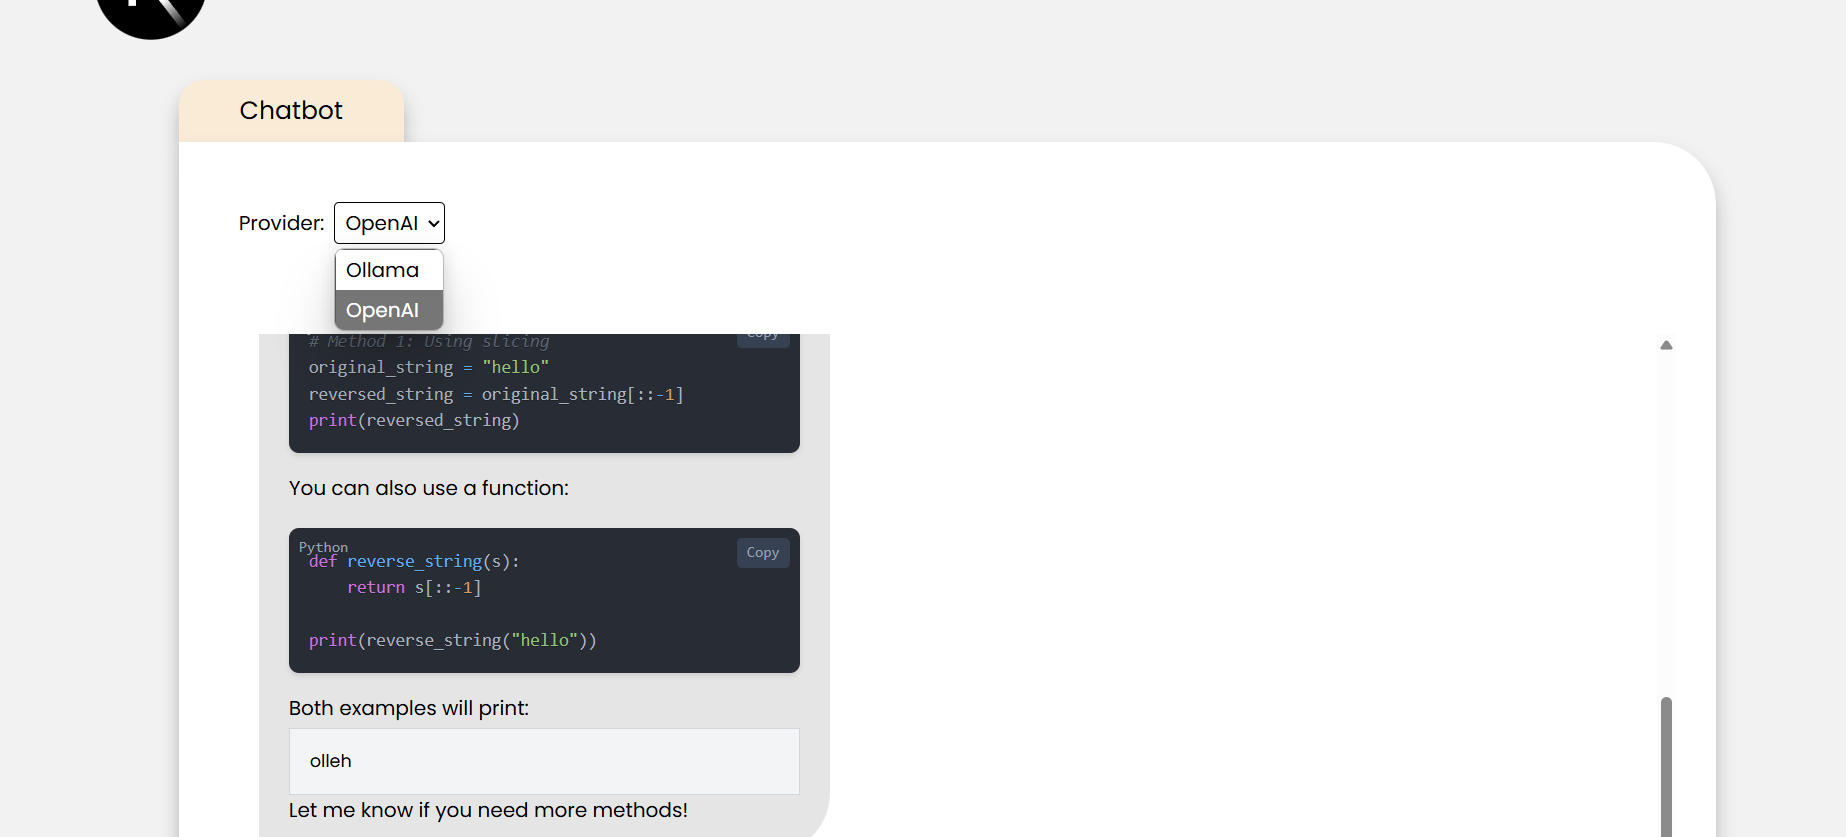 Chatbot
Provider: OpenAI
Ollama
OpenAI
# Method 1: Using slicing
Copy
original_string = "hello"
reversed_string = original_string[::-1]
print(reversed_string)
You can also use a function:
Python
Copy
def reverse_string(s):
    return s[::-1]
print(reverse_string("hello"))
Both examples will print:
olleh
Let me know if you need more methods!